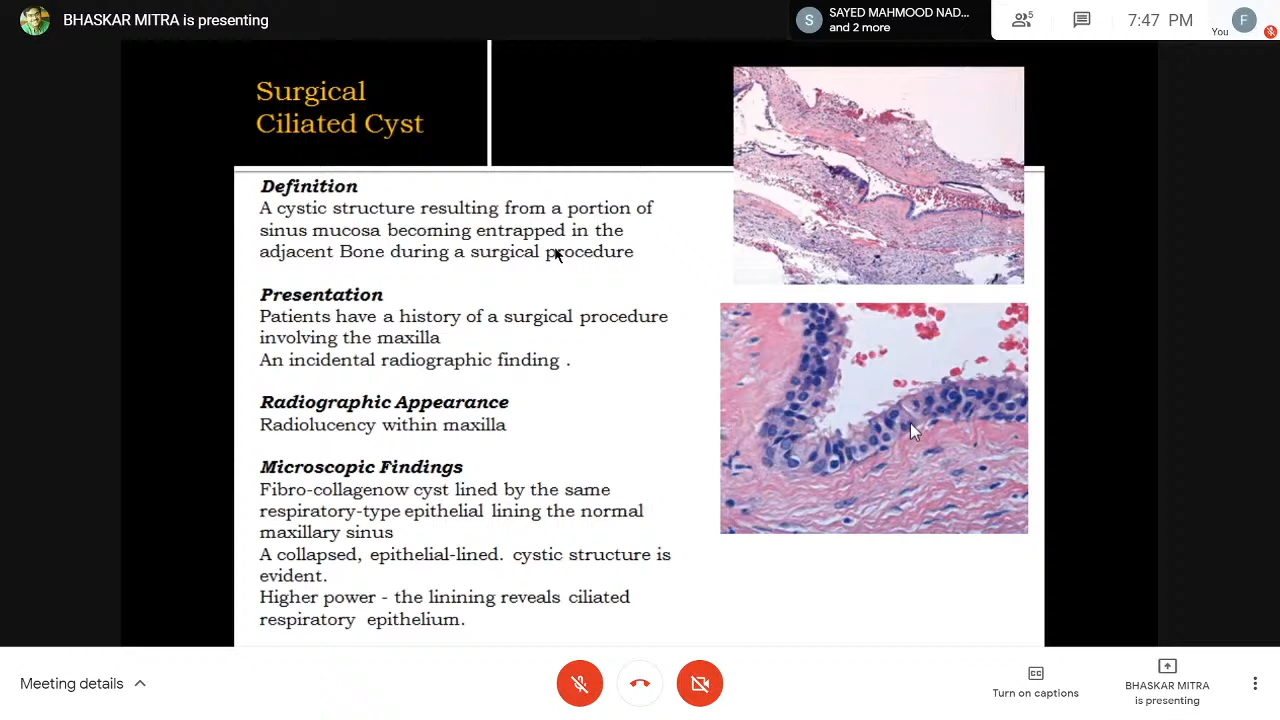 BHASKAR MITRA is presenting
S
SAYED MAHMOOD NAD...
and 2 more
5
7:47 PM
You
F
Surgical
Ciliated Cyst
Definition
A cystic structure resulting from a portion of
sinus mucosa becoming entrapped in the
adjacent Bone during a surgical procedure
Presentation
Patients have a history of a surgical procedure
involving the maxilla
An incidental radiographic finding .
Radiographic Appearance
Radiolucency within maxilla
Microscopic Findings
Fibro-collagenow cyst lined by the same
respiratory-type epithelial lining the normal
maxillary sinus
A collapsed, epithelial-lined. cystic structure is
evident.
Higher power - the linining reveals ciliated
respiratory epithelium.
Meeting details
CC
Turn on captions
BHASKAR MITRA
is presenting